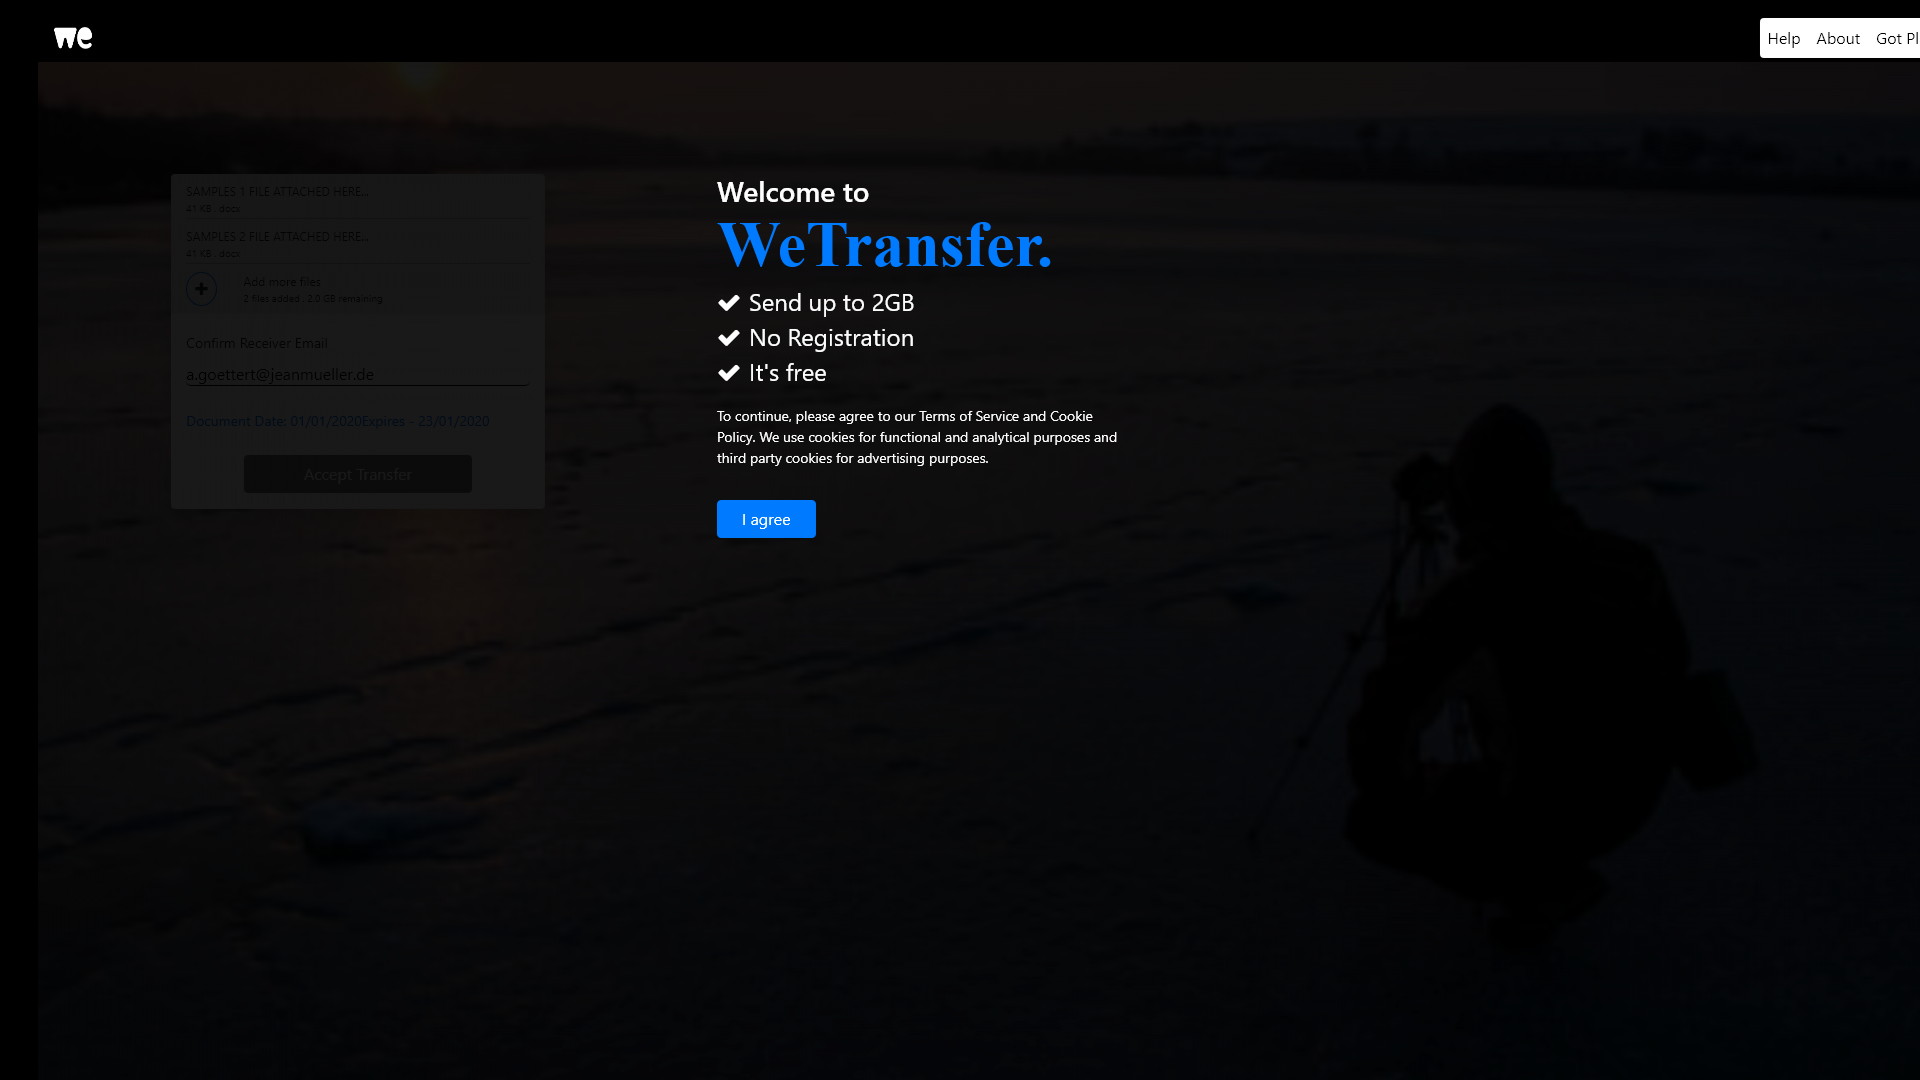 we
Help About Got Pl
SAMPLES 1 FILE ATTACHED HERE...
41 KB · docx
SAMPLES 2 FILE ATTACHED HERE...
41 KB · docx
Add more files
2 files added . 2.0 GB remaining
Confirm Receiver Email
a.goettert@jeanmueller.de
Document Date: 01/01/2020Expires - 23/01/2020
Accept Transfer
Welcome to
WeTransfer.
Send up to 2GB
No Registration
It's free
To continue, please agree to our Terms of Service and Cookie
Policy. We use cookies for functional and analytical purposes and
third party cookies for advertising purposes.
I agree